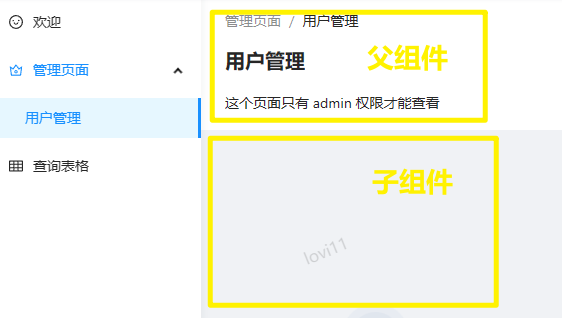 欢迎
管理页面
用户管理
查询表格
管理页面 / 用户管理
用户管理
父组件
这个页面只有 admin 权限才能查看
子组件
lovi11